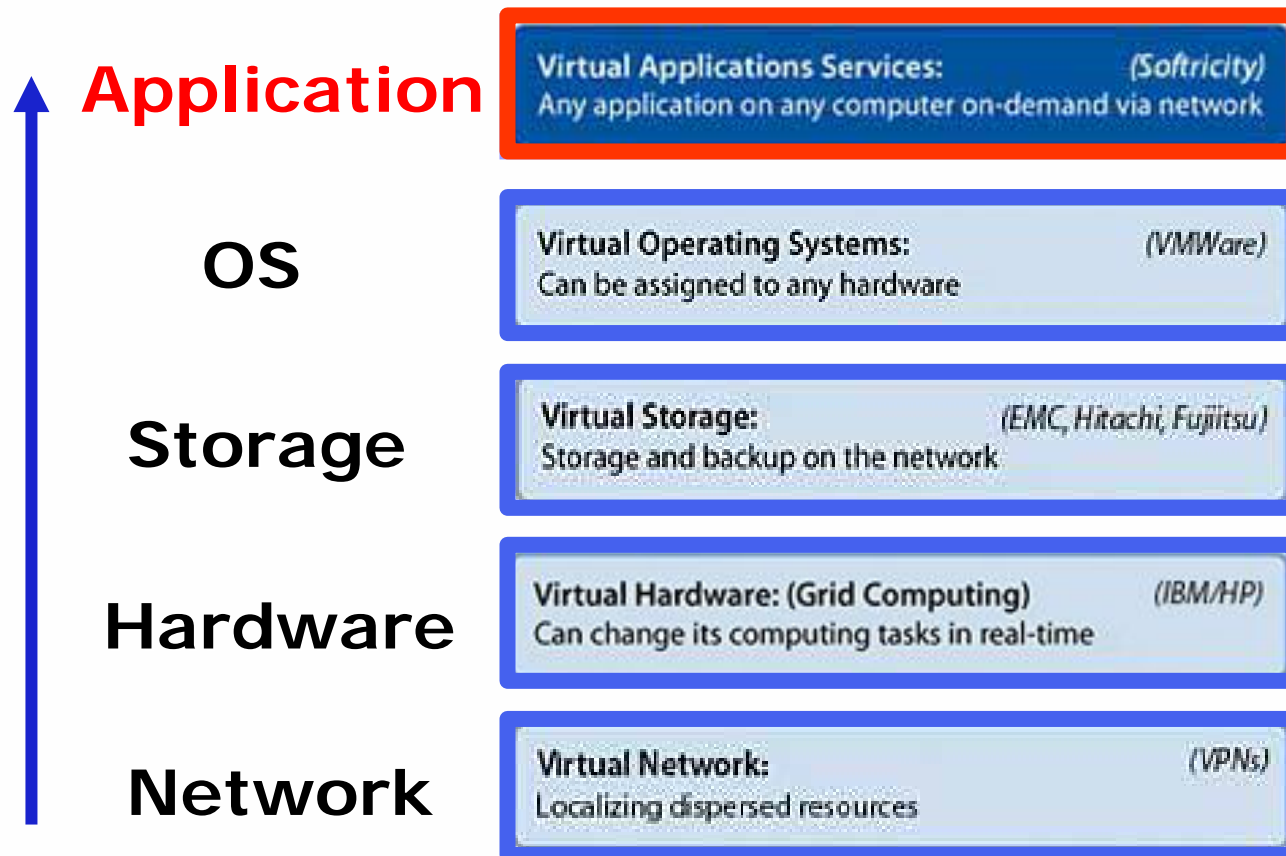 Application
Virtual Applications Services: (Softricity)
Any application on any computer on-demand via network
OS
Virtual Operating Systems: (VMWare)
Can be assigned to any hardware
Storage
Virtual Storage: (EMC, Hitachi, Fujiitsu)
Storage and backup on the network
Hardware
Virtual Hardware: (Grid Computing) (IBM/HP)
Can change its computing tasks in real-time
Network
Virtual Network: (VPNs)
Localizing dispersed resources